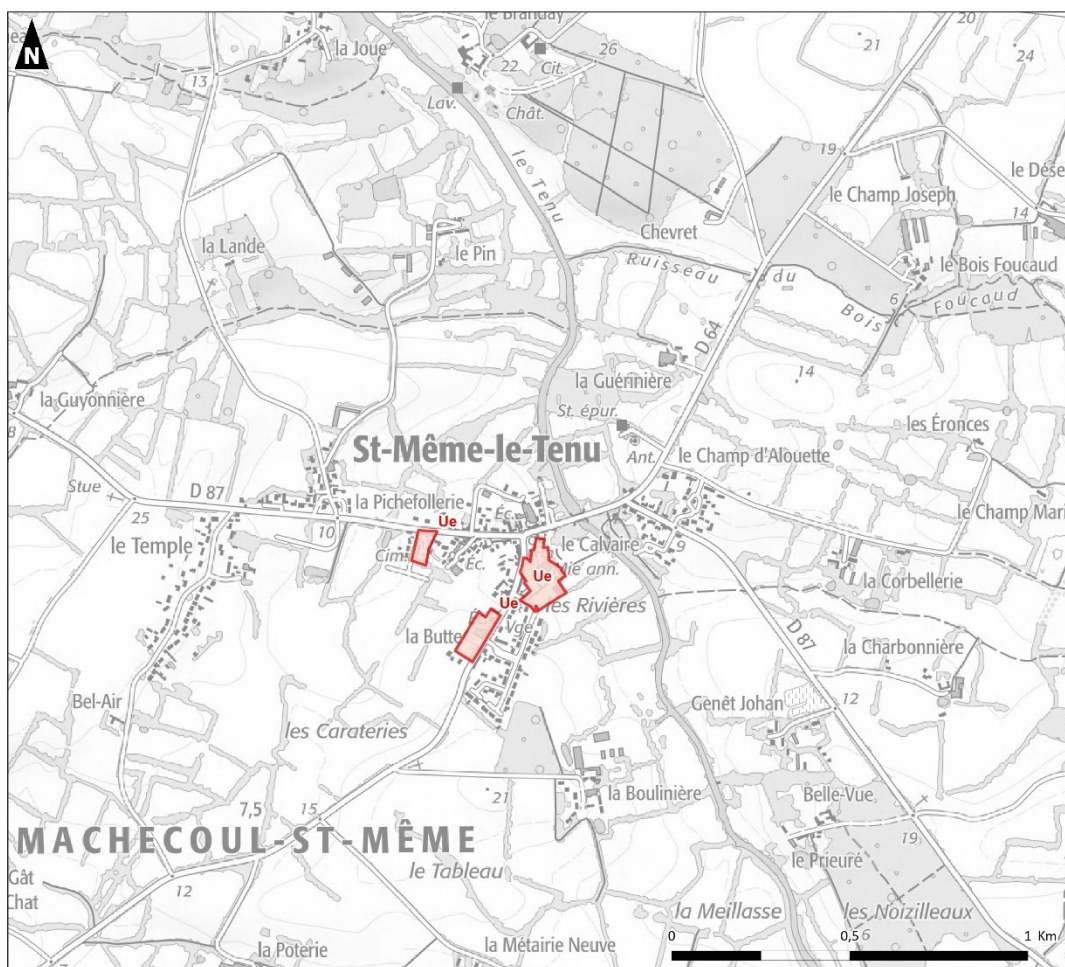 le Branday
la Joue
N
20
21
24
13
22
Cit.
26
Lav.
Chât.
le Tenu
19
le Champ Joseph
le Dése
14
Chevret
la Lande
le Pin
Ruisseau du Bois Foucaud
le Bois Foucaud
6
D 64
la Guérinière
14
la Guyonnière
8
St. épur.
les Éronces
St-Même-le-Tenu
Ant.
le Champ d'Alouette
Stue
D 87
la Pichefollerie
Ue
Éc.
le Champ Mari
25
10
le Temple
Cim.
Éc.
le Calvaire
9
Mie ann.
Ue
la Corbellerie
Ue
les Rivières
la Butte
Vge
D 87
la Charbonnière
Bel-Air
Genêt Johan
12
les Carateries
21
la Boulinière
7,5
15
Belle-Vue
MACHECOUL-ST-MÊME
19
le Prieuré
le Tableau
Gât
Chat
12
la Meillasse
les Noizilleaux
6
la Poterie
la Métairie Neuve
0
0,5
1 Km